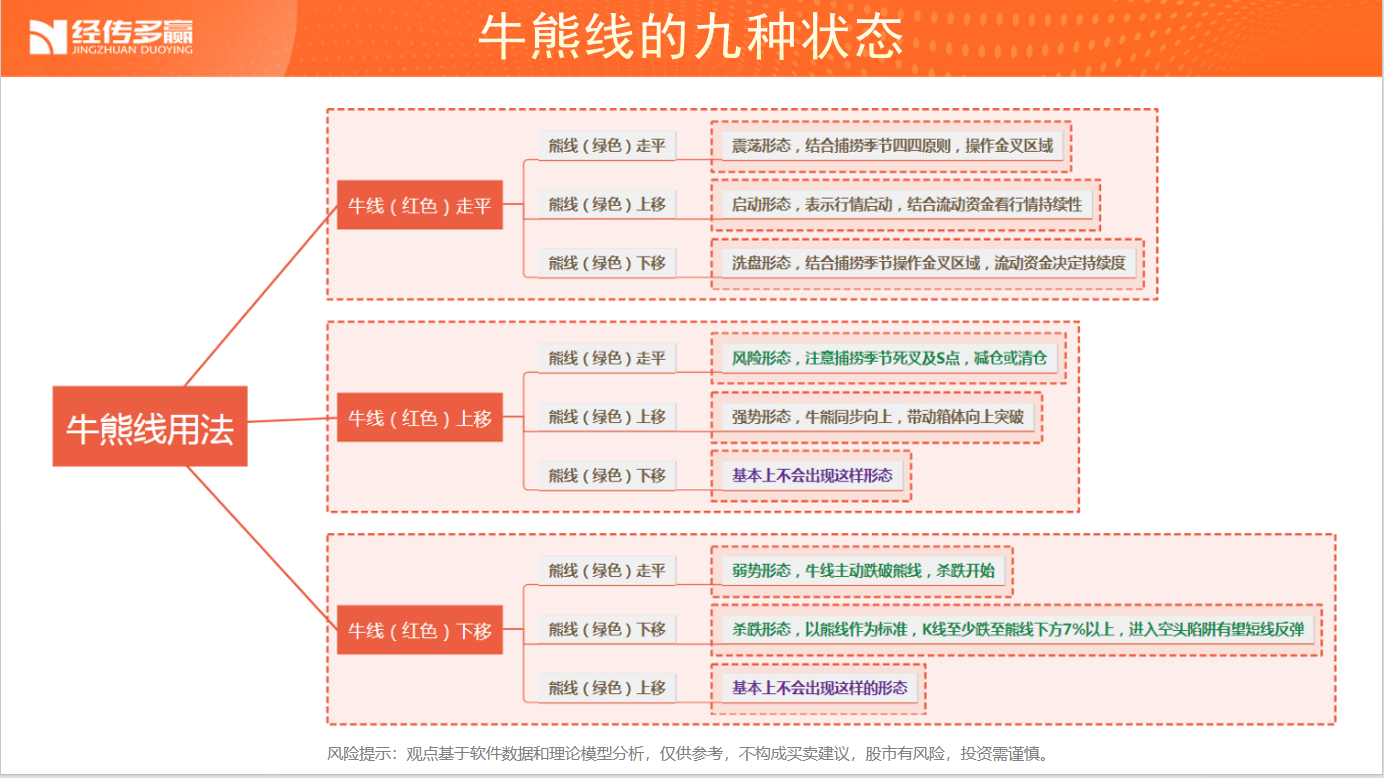 经传多赢
JINGZHUAN DUOYING
牛熊线的九种状态
牛熊线用法
牛线（红色）走平
熊线（绿色）走平
震荡形态，结合捕捞季节四四原则，操作金叉区域
熊线（绿色）上移
启动形态，表示行情启动，结合流动资金看行情持续性
熊线（绿色）下移
洗盘形态，结合捕捞季节操作金叉区域，流动资金决定持续度
牛线（红色）上移
熊线（绿色）走平
风险形态，注意捕捞季节死叉及S点，减仓或清仓
熊线（绿色）上移
强势形态，牛熊同步向上，带动箱体向上突破
熊线（绿色）下移
基本上不会出现这样形态
牛线（红色）下移
熊线（绿色）走平
弱势形态，牛线主动跌破熊线，杀跌开始
熊线（绿色）下移
杀跌形态，以熊线作为标准，K线至少跌至熊线下方7%以上，进入空头陷阱有望短线反弹
熊线（绿色）上移
基本上不会出现这样的形态
风险提示：观点基于软件数据和理论模型分析，仅供参考，不构成买卖建议，股市有风险，投资需谨慎。